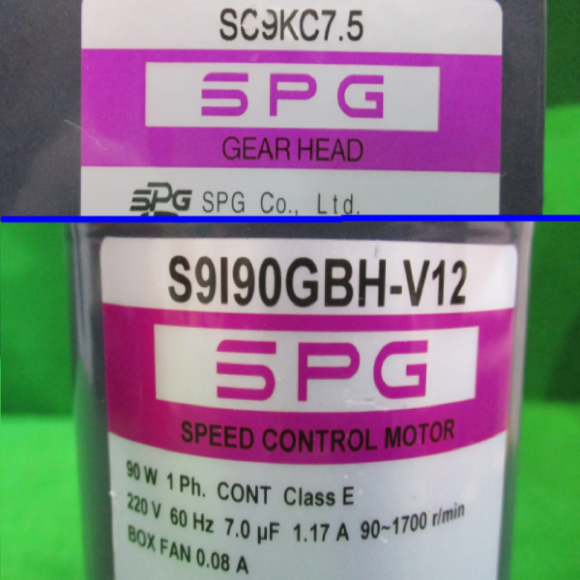 SC9KC7.5
SPG
GEAR HEAD
SPG SPG Co., Ltd.
S9I90GBH-V12
SPG
SPEED CONTROL MOTOR
90 W 1 Ph. CONT Class E
220 V 60 Hz 7.0 µF 1.17 A 90~1700 r/min
BOX FAN 0.08 A